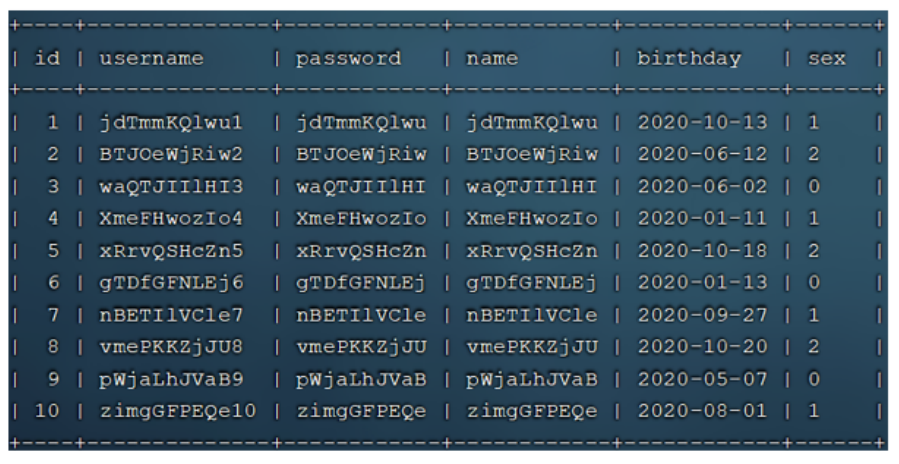 +----+--------------+------------+------------+------------+------+
| id | username     | password   | name       | birthday   | sex  |
+----+--------------+------------+------------+------------+------+
|  1 | jdTmmKQlwu1  | jdTmmKQlwu | jdTmmKQlwu | 2020-10-13 | 1    |
|  2 | BTJOeWjRiw2  | BTJOeWjRiw | BTJOeWjRiw | 2020-06-12 | 2    |
|  3 | waQTJIIlHI3  | waQTJIIlHI | waQTJIIlHI | 2020-06-02 | 0    |
|  4 | XmeFHwozIo4  | XmeFHwozIo | XmeFHwozIo | 2020-01-11 | 1    |
|  5 | xRrvQSHcZn5  | xRrvQSHcZn | xRrvQSHcZn | 2020-10-18 | 2    |
|  6 | gTDfGFNLEj6  | gTDfGFNLEj | gTDfGFNLEj | 2020-01-13 | 0    |
|  7 | nBETIlVCle7  | nBETIlVCle | nBETIlVCle | 2020-09-27 | 1    |
|  8 | vmePKKZjJU8  | vmePKKZjJU | vmePKKZjJU | 2020-10-20 | 2    |
|  9 | pWjaLhJVaB9  | pWjaLhJVaB | pWjaLhJVaB | 2020-05-07 | 0    |
| 10 | zimgGFPEQe10 | zimgGFPEQe | zimgGFPEQe | 2020-08-01 | 1    |
+----+--------------+------------+------------+------------+------+